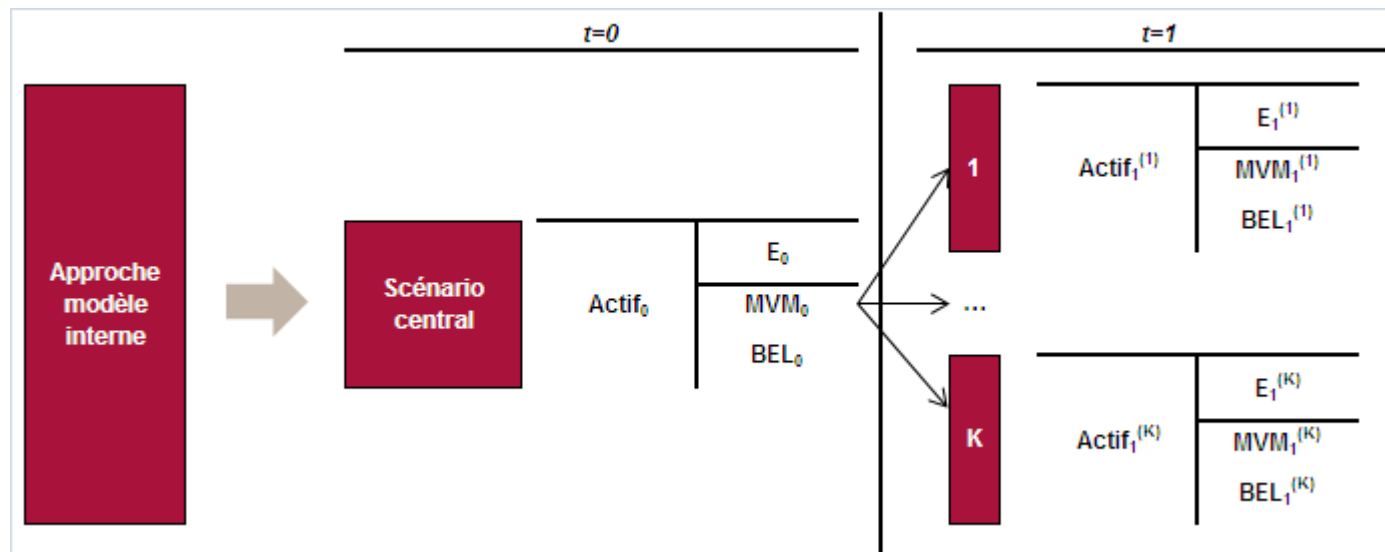 t=0
t=1
Approche
modèle
interne
Scénario
central
Actif₀
E₀
MVM₀
BEL₀
1
Actif₁⁽¹⁾
E₁⁽¹⁾
MVM₁⁽¹⁾
BEL₁⁽¹⁾
...
K
Actif₁⁽ᴷ⁾
E₁⁽ᴷ⁾
MVM₁⁽ᴷ⁾
BEL₁⁽ᴷ⁾